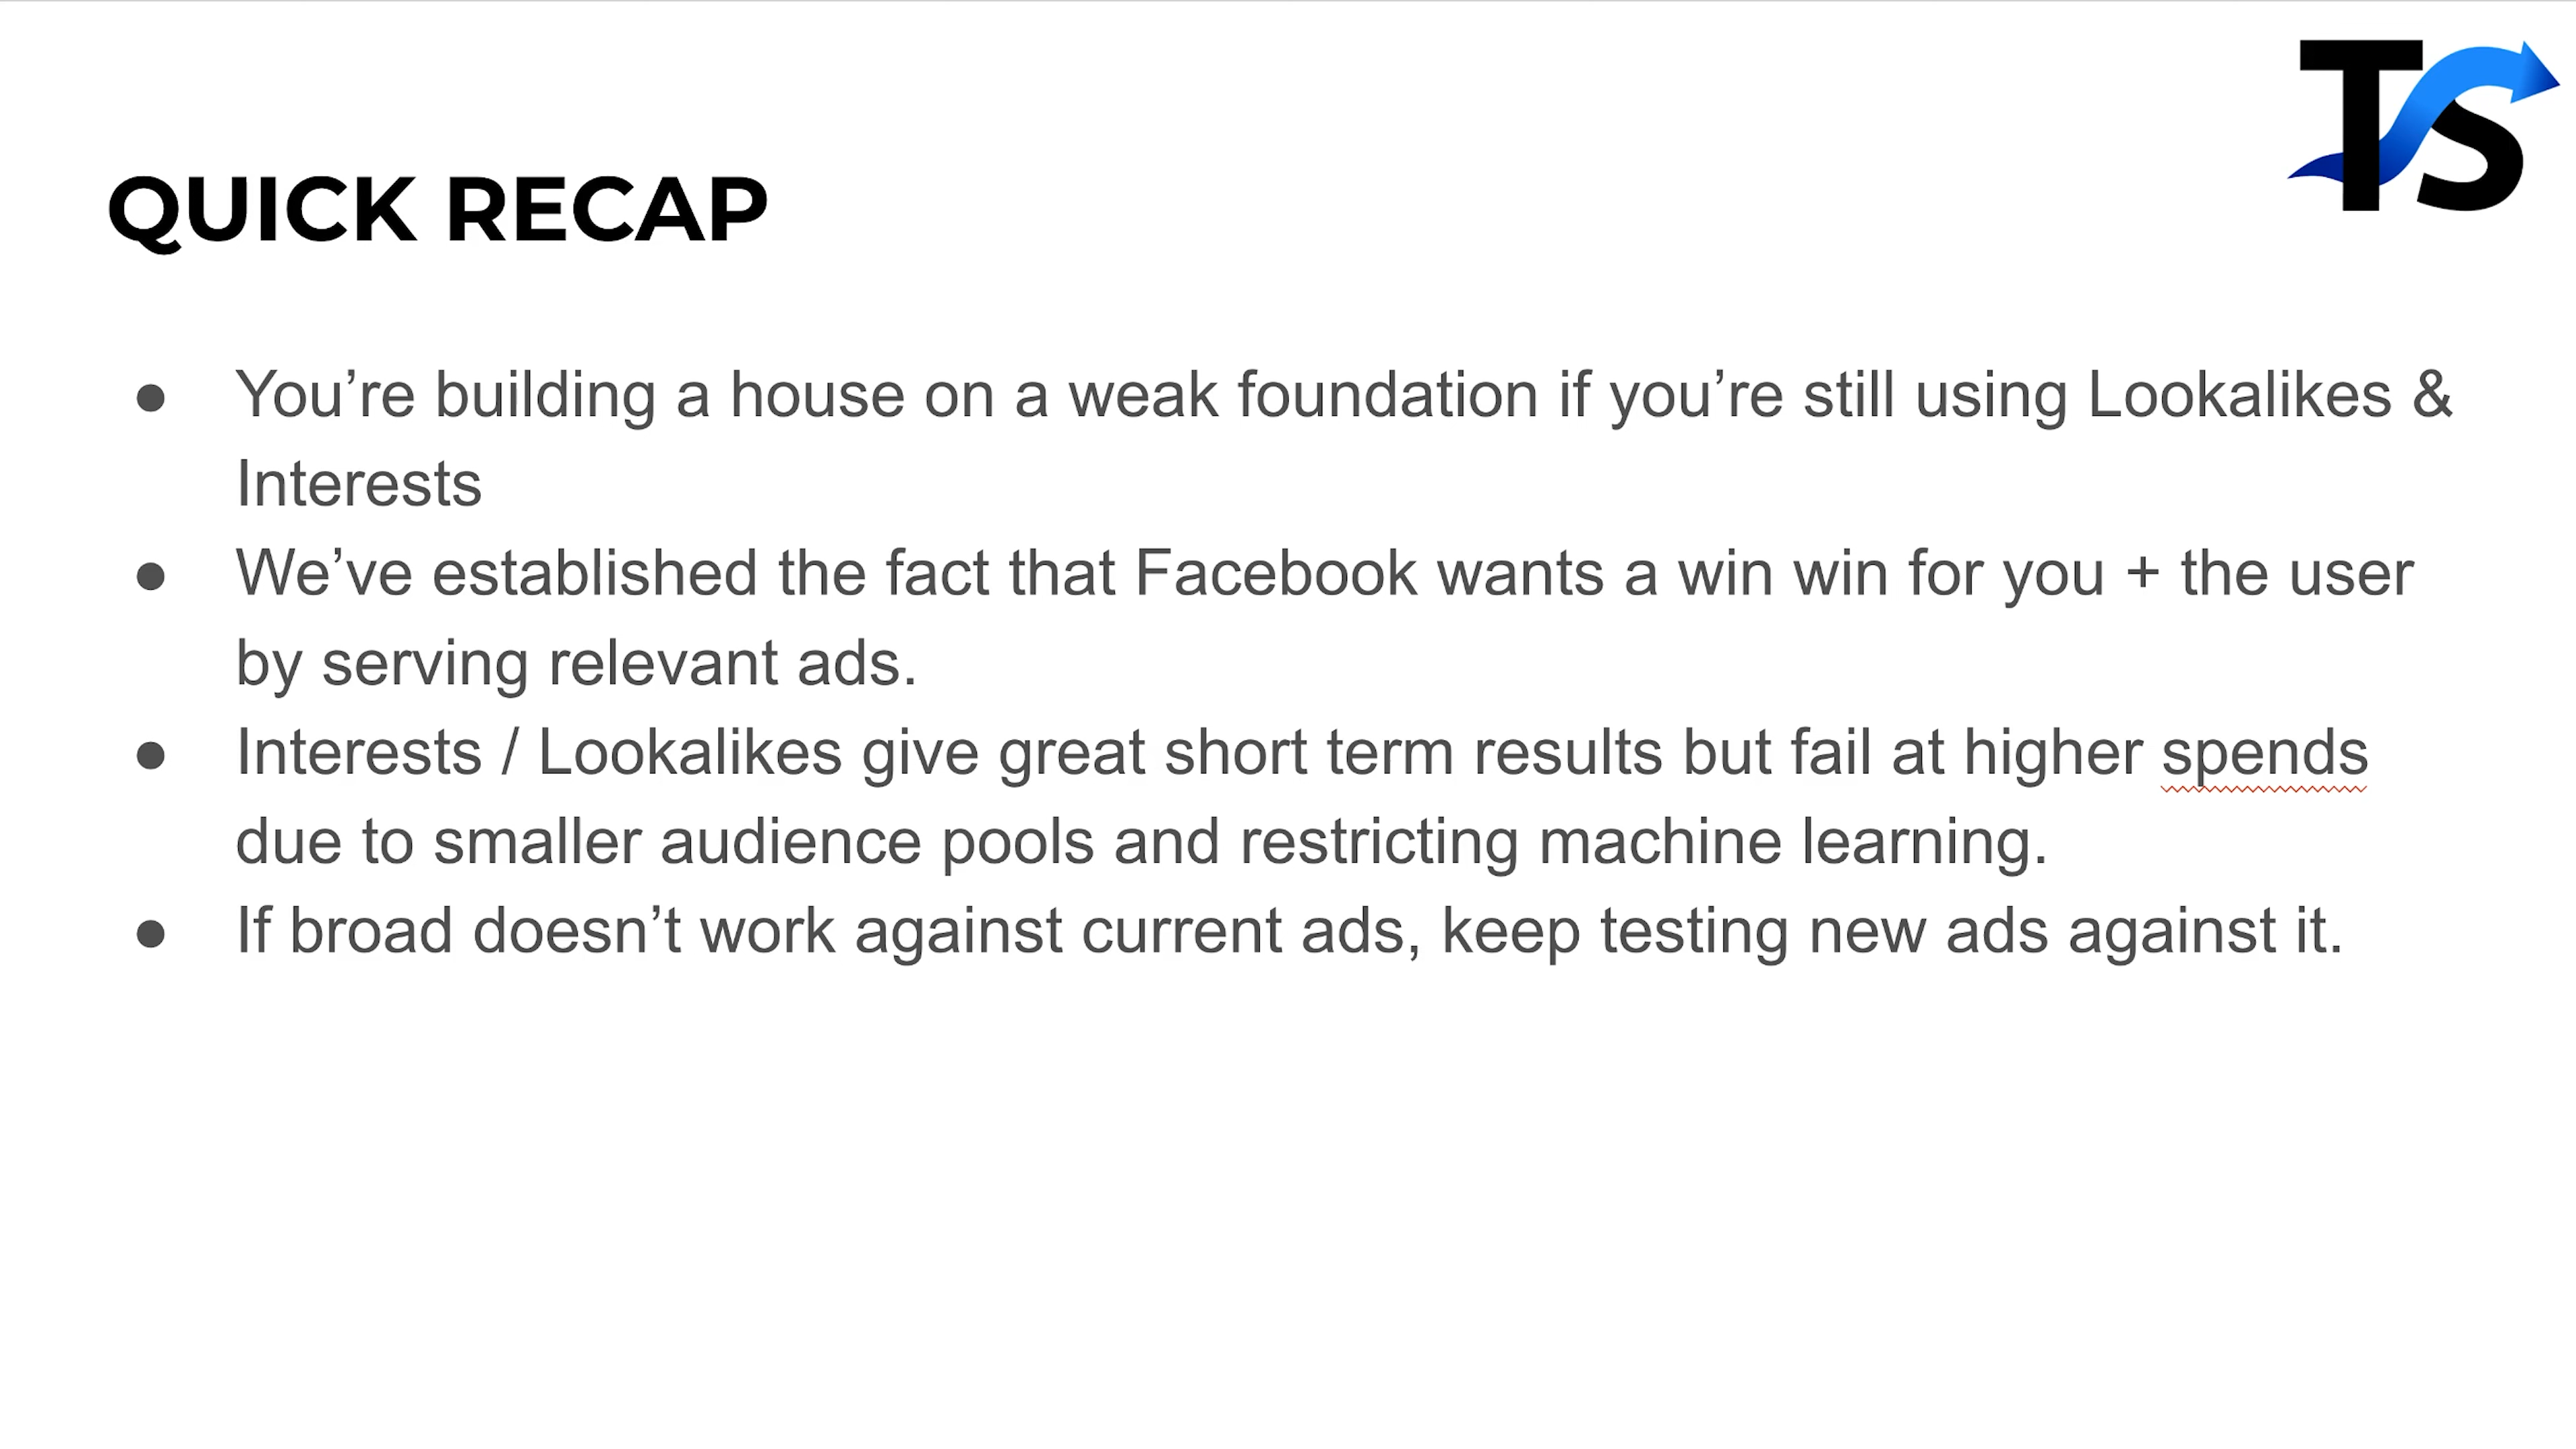 TS
QUICK RECAP
● You’re building a house on a weak foundation if you’re still using Lookalikes &
Interests
● We’ve established the fact that Facebook wants a win win for you + the user
by serving relevant ads.
● Interests / Lookalikes give great short term results but fail at higher spends
due to smaller audience pools and restricting machine learning.
● If broad doesn’t work against current ads, keep testing new ads against it.